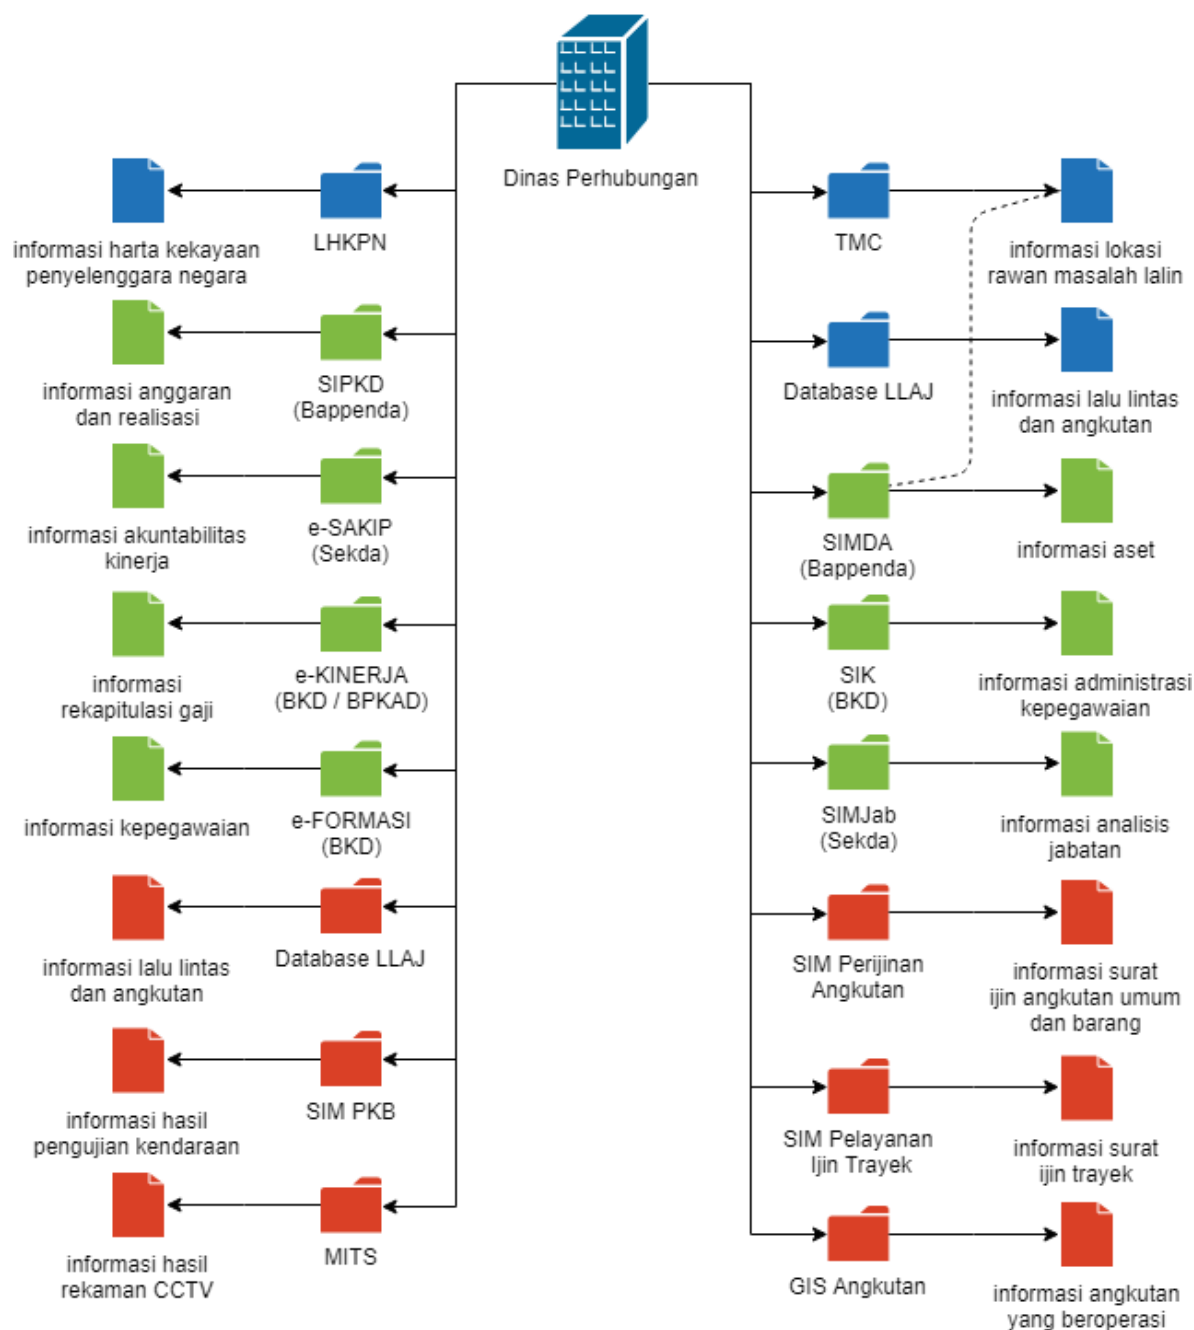 Dinas Perhubungan
LHKPN
informasi harta kekayaan
penyelenggara negara
SIPKD
(Bappenda)
informasi anggaran
dan realisasi
e-SAKIP
(Sekda)
informasi akuntabilitas
kinerja
e-KINERJA
(BKD / BPKAD)
informasi
rekapitulasi gaji
e-FORMASI
(BKD)
informasi kepegawaian
Database LLAJ
informasi lalu lintas
dan angkutan
SIM PKB
informasi hasil
pengujian kendaraan
MITS
informasi hasil
rekaman CCTV
TMC
informasi lokasi
rawan masalah lalin
Database LLAJ
informasi lalu lintas
dan angkutan
SIMDA
(Bappenda)
informasi aset
SIK
(BKD)
informasi administrasi
kepegawaian
SIMJab
(Sekda)
informasi analisis
jabatan
SIM Perijinan
Angkutan
informasi surat
ijin angkutan umum
dan barang
SIM Pelayanan
Ijin Trayek
informasi surat
ijin trayek
GIS Angkutan
informasi angkutan
yang beroperasi